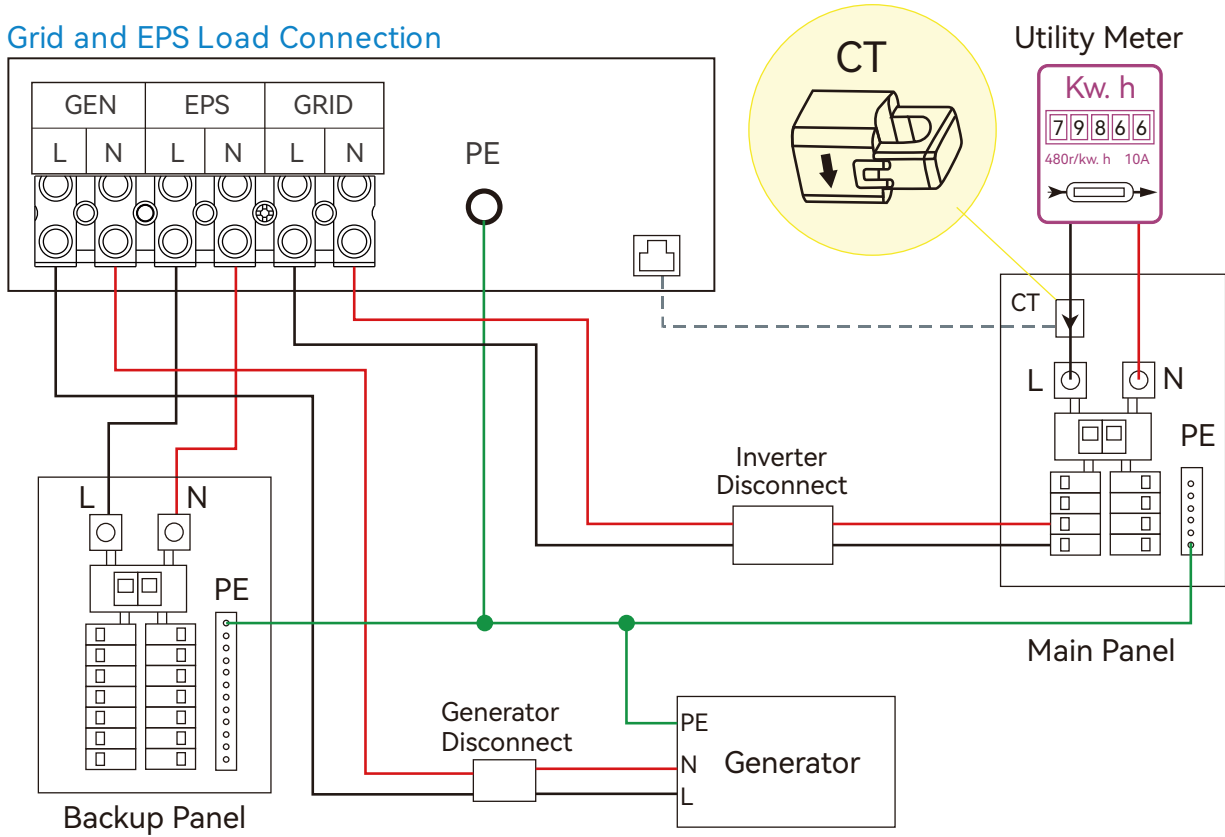 Grid and EPS Load Connection
GEN EPS GRID
L N L N L N
PE
CT
Utility Meter
Kw. h
79866
480r/kw. h 10A
CT
L N
PE
Inverter
Disconnect
L N
PE
Main Panel
Generator
Disconnect
PE
N
L
Generator
Backup Panel